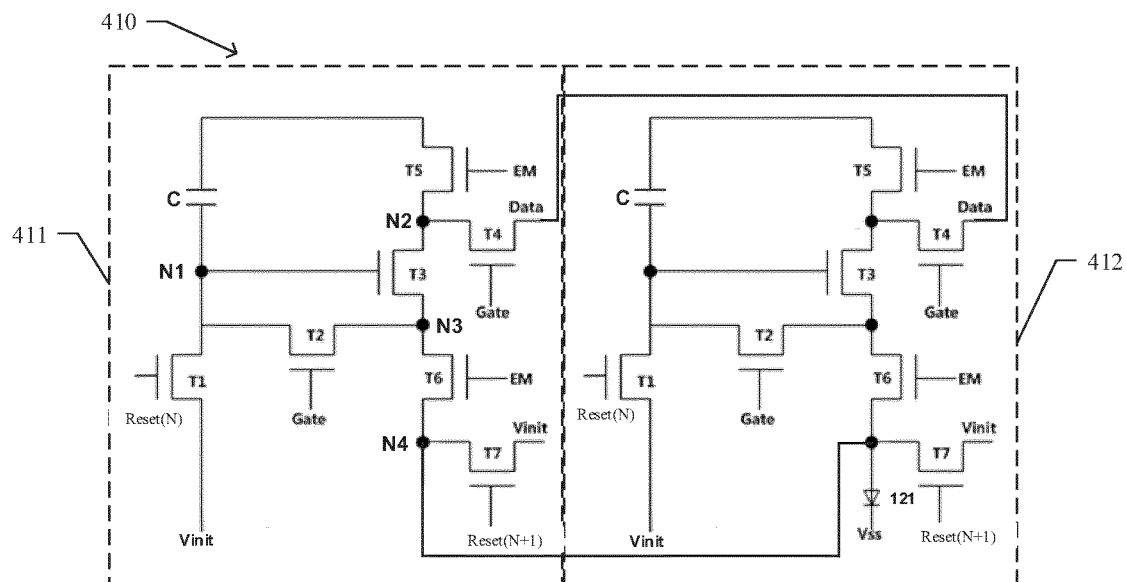 410
T5 EM T5 EM
C C
N2 Data Data
T4 T4
411
N1 T3 T3 412
Gate Gate
N3
T2 T2
T1 T6 EM T1 T6 EM
Reset(N) Gate Reset(N) Gate
N4 Vinit Vinit
T7 T7
121
Vinit Reset(N+1) Vinit Vss Reset(N+1)